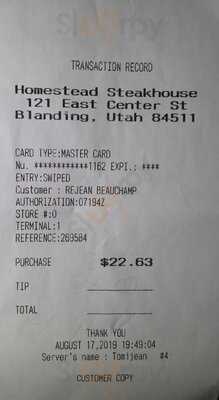 TRANSACTION RECORD
Homestead Steakhouse
121 East Center St
Blanding, Utah 84511
CARD TYPE:MASTER CARD
Nu. ************1162 EXPI.: ****
ENTRY:SWIPED
Customer : REJEAN BEAUCHAMP
AUTHORIZATION:07194Z
STORE #:0
TERMINAL:1
REFERENCE:269584
PURCHASE $22.63
TIP
TOTAL
THANK YOU
AUGUST 17,2019 19:49:04
Server's name : Tomijean #4
CUSTOMER COPY